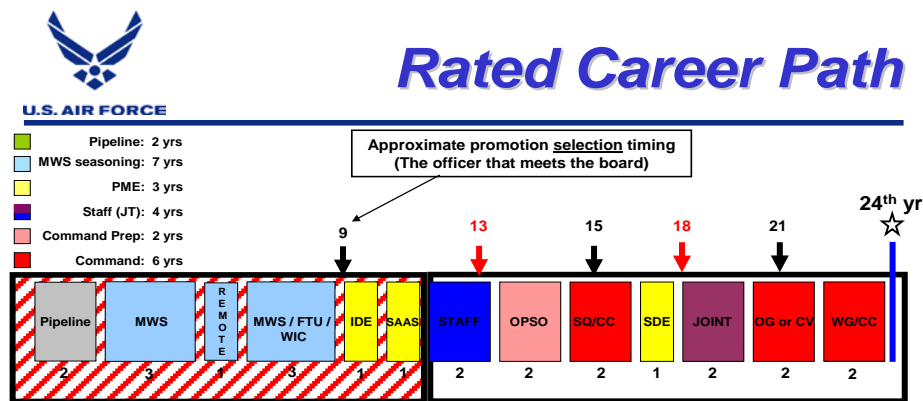 Rated Career Path
U.S. AIR FORCE
Pipeline: 2 yrs
MWS seasoning: 7 yrs
PME: 3 yrs
Staff (JT): 4 yrs
Command Prep: 2 yrs
Command: 6 yrs
Approximate promotion selection timing
(The officer that meets the board)
24th yr
9
13
15
18
21
Pipeline
MWS
REMOTE
MWS / FTU /
WIC
IDE
SAAS
STAFF
OPSO
SQ/CC
SDE
JOINT
OG or CV
WG/CC
2
3
1
3
1
1
2
2
2
1
2
2
2